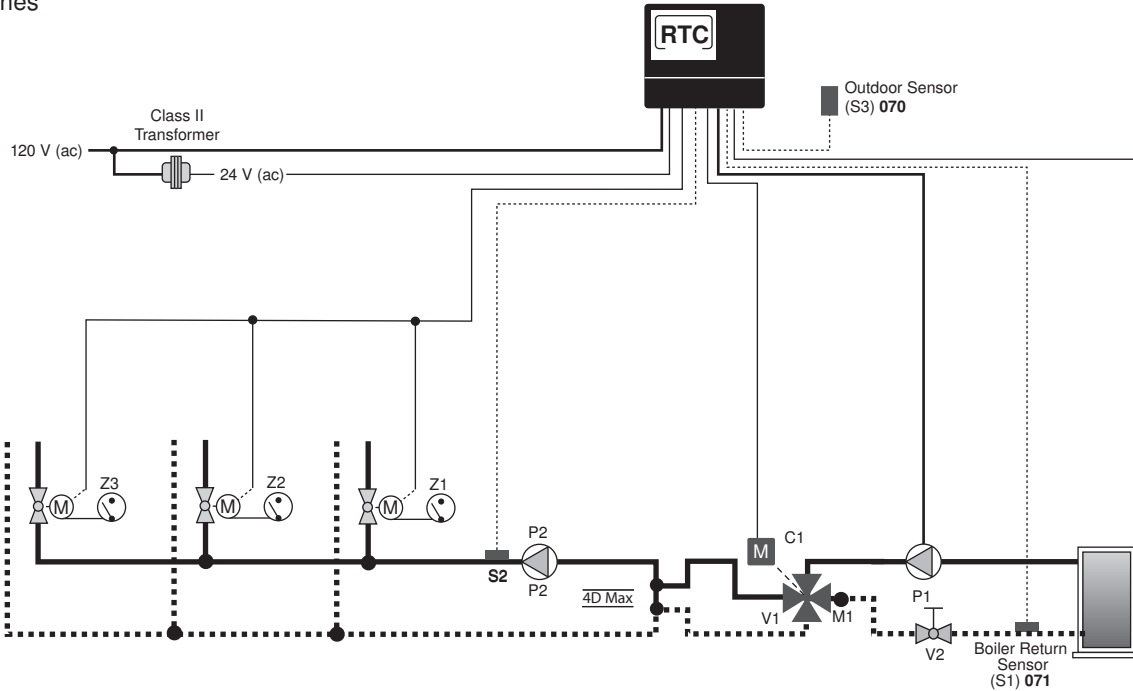 RTC
Outdoor Sensor
(S3) 070
Class II
Transformer
120 V (ac)
24 V (ac)
Z3
M
Z2
M
Z1
M
P2
S2
P2
M
C1
4D Max
V1
M1
P1
V2
Boiler Return
Sensor
(S1) 071